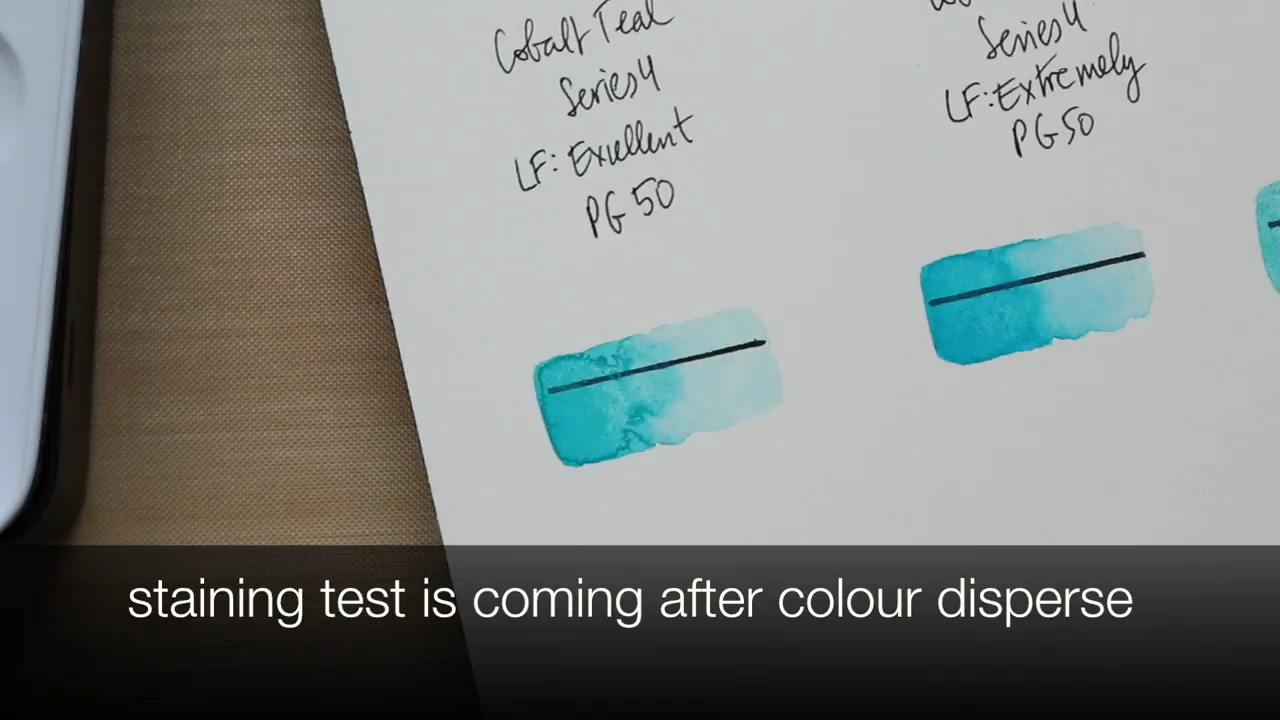 Cobalt Teal
Series 4
LF: Excellent
PG 50
Series 4
LF: Extremely
PG 50
staining test is coming after colour disperse